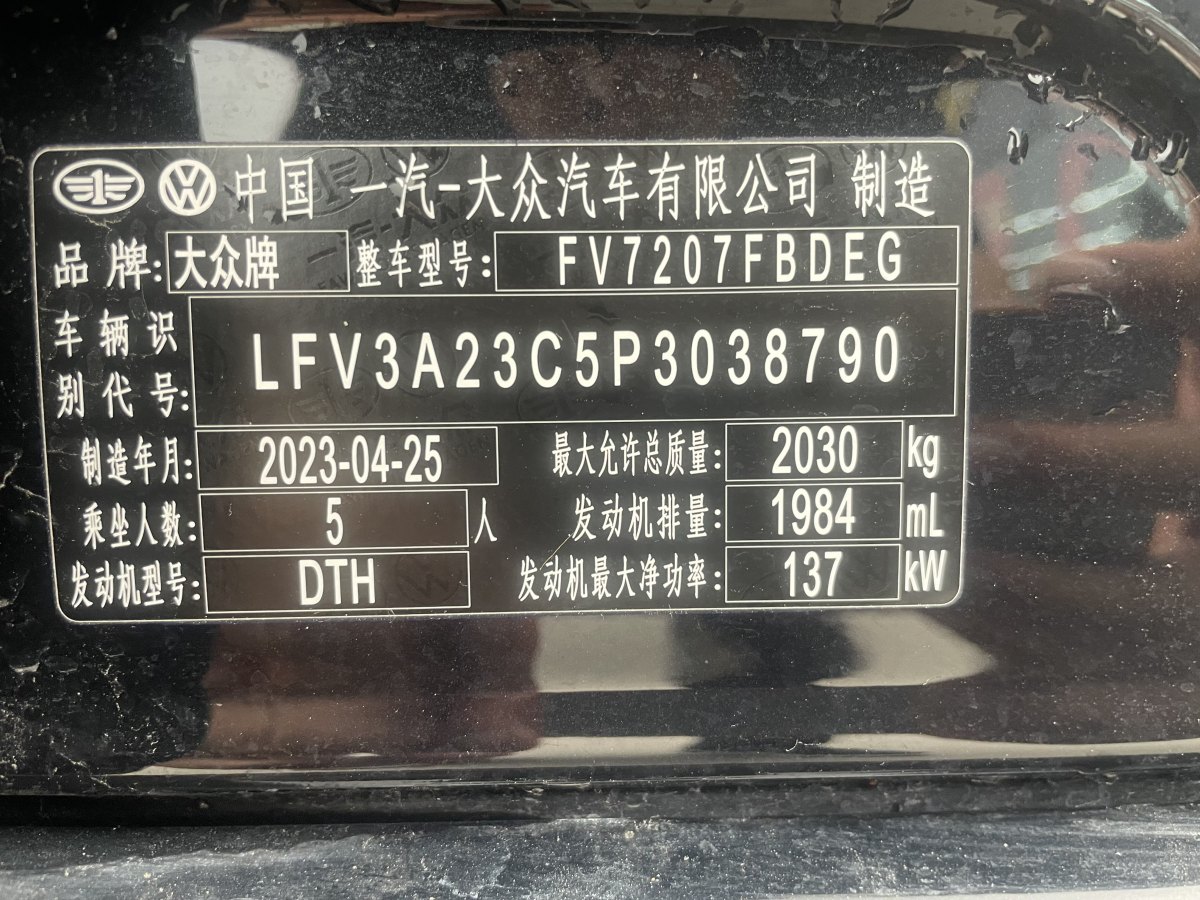 中国 一汽-大众汽车有限公司 制造
品牌: 大众牌 整车型号: FV7207FBDEG
车辆识别代号: LFV3A23C5P3038790
制造年月: 2023-04-25 最大允许总质量: 2030 kg
乘坐人数: 5 人 发动机排量: 1984 mL
发动机型号: DTH 发动机最大净功率: 137 kW